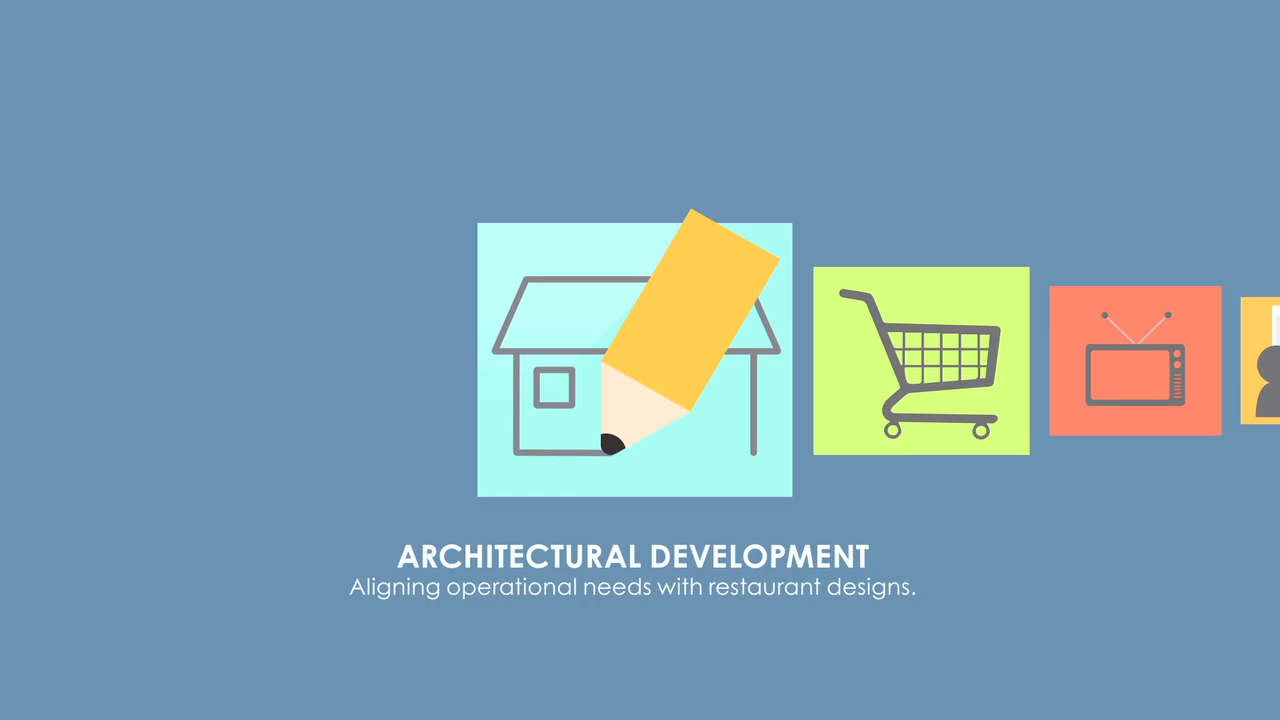 ARCHITECTURAL DEVELOPMENT
Aligning operational needs with restaurant designs.